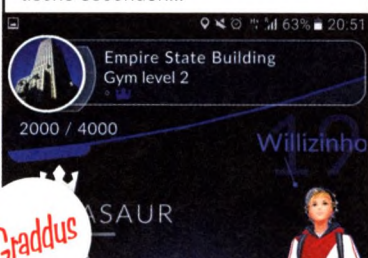 63% 20:51
Empire State Building
Gym level 2
2000 / 4000
19
Willizinho
ASAUR
Graddus